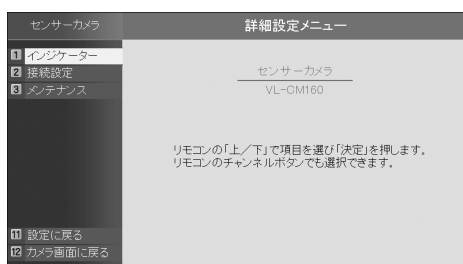 センサーカメラ
詳細設定メニュー
1 インジケーター
2 接続設定
3 メンテナンス
センサーカメラ
VL-CM160
リモコンの「上／下」で項目を選び「決定」を押します。
リモコンのチャンネルボタンでも選択できます。
11 設定に戻る
12 カメラ画面に戻る